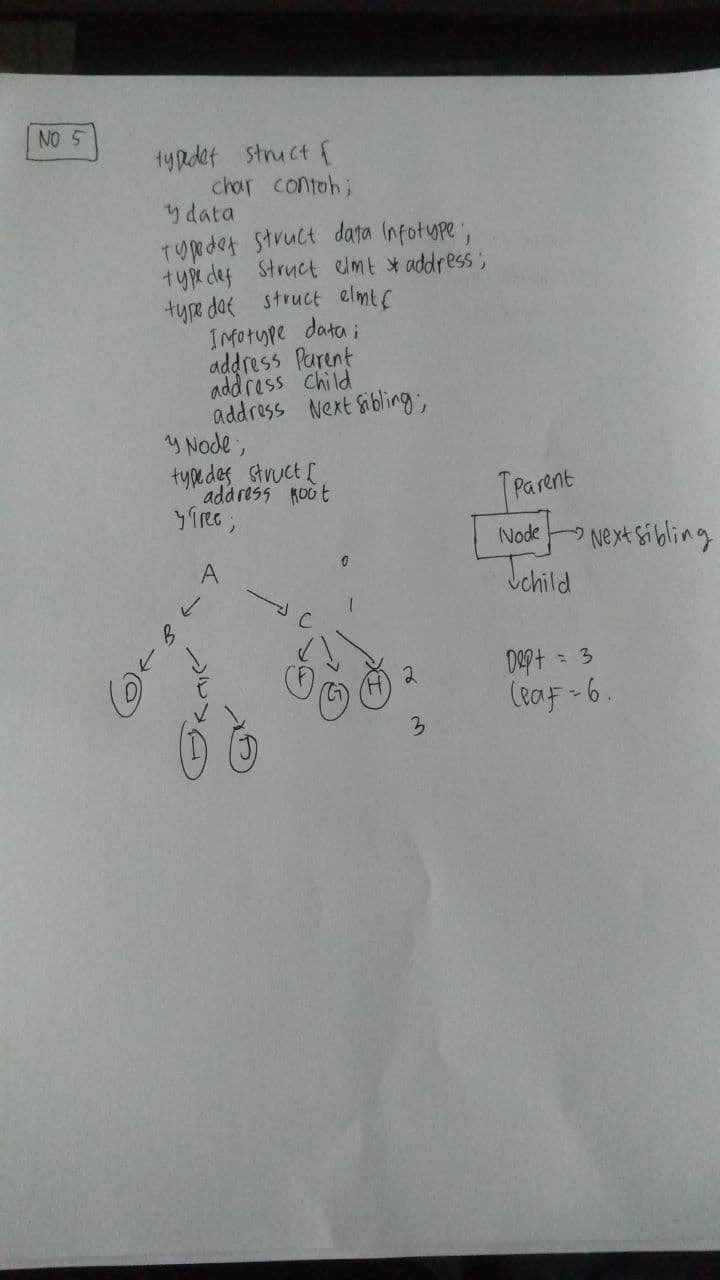 NO 5
typedef struct {
char contoh;
} data
typedef struct data Infotype;
typedef struct elmt * address;
typedef struct elmt {
Infotype data;
address Parent
address Child
address Next Sibling;
} Node;
typedef struct {
address Root
} Tree;
Parent
Node → Next Sibling
child
A 0
B C 1
D E F G H 2
I J 3
Dept = 3
leaf = 6.